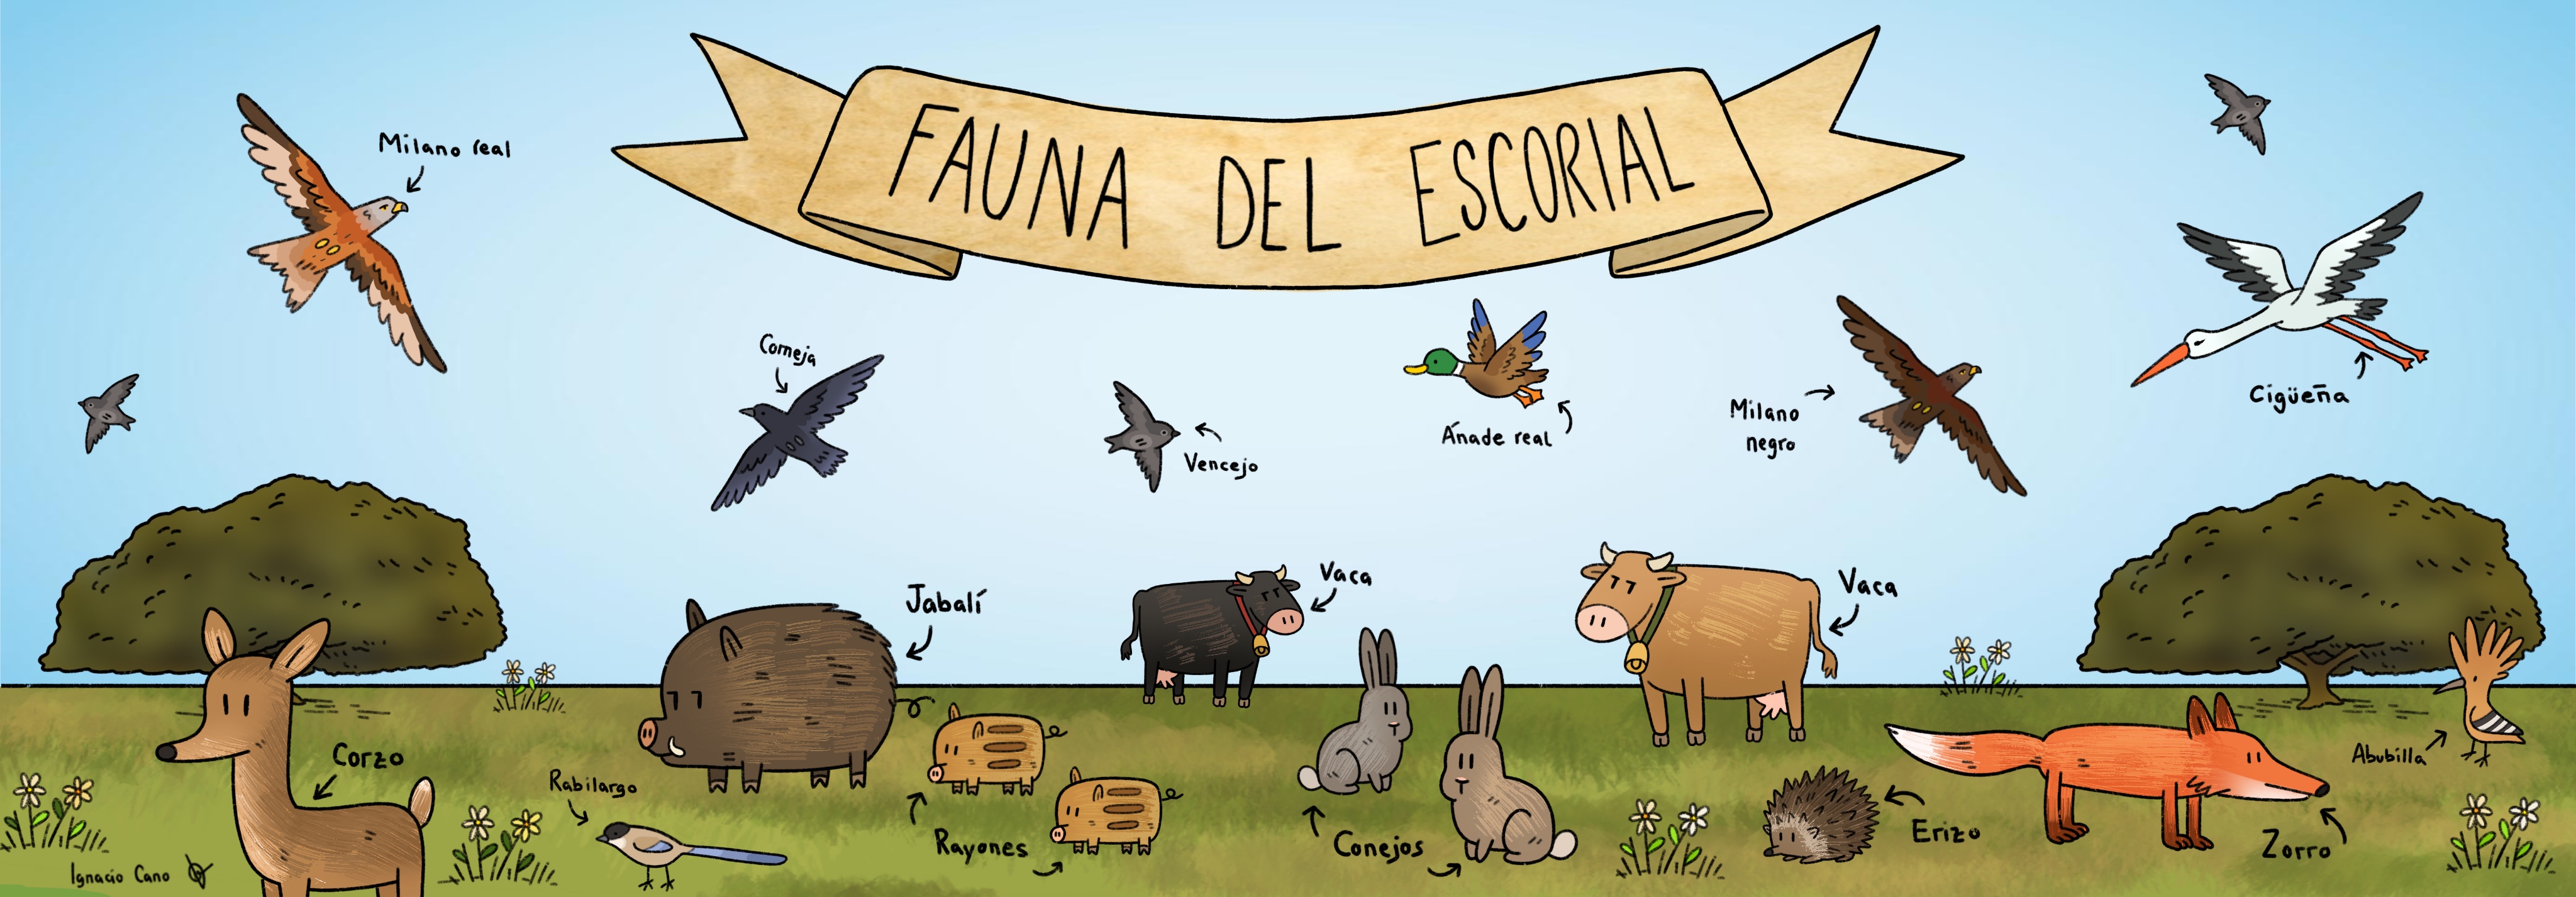 FAUNA DEL ESCORIAL
Milano real
Corneja
Vencejo
Ánade real
Milano
negro
Cigüeña
Jabalí
Vaca
Vaca
Corzo
Rabilargo
Rayones
Conejos
Erizo
Zorro
Abubilla
Ignacio Cano